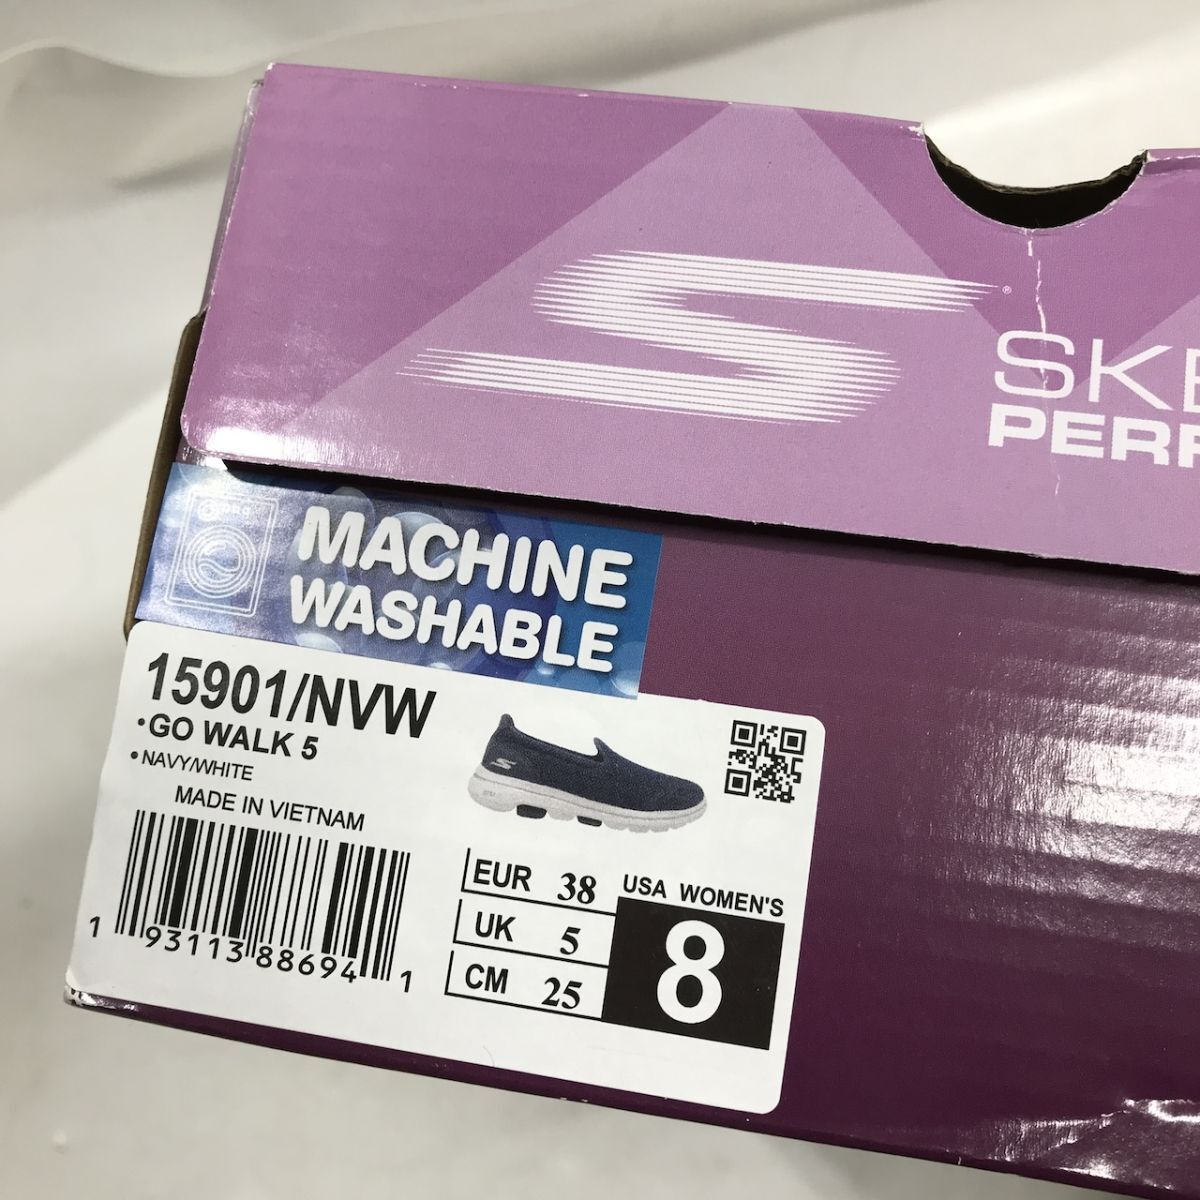 ®
SKE
PERF
MACHINE
WASHABLE
15901/NVW
•GO WALK 5
•NAVY/WHITE
MADE IN VIETNAM
1 93113 88694 1
EUR 38
UK 5
CM 25
USA WOMEN'S
8